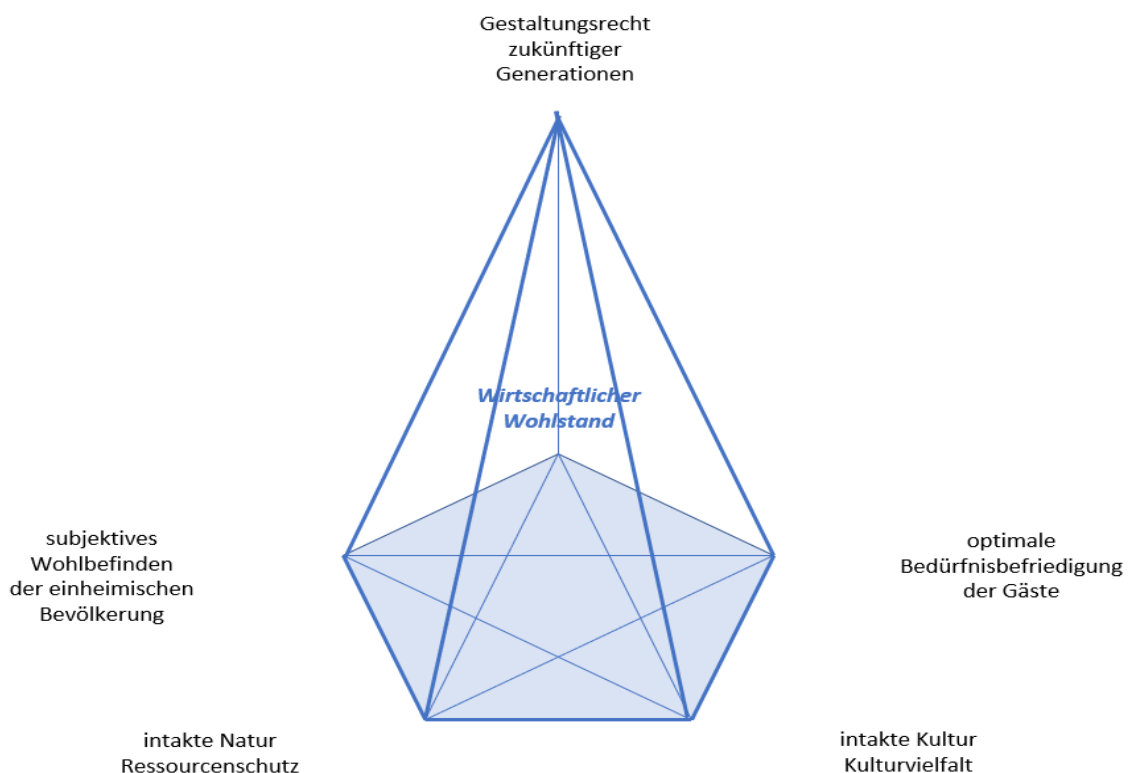 Gestaltungsrecht
zukünftiger
Generationen
Wirtschaftlicher
Wohlstand
subjektives
Wohlbefinden
der einheimischen
Bevölkerung
optimale
Bedürfnisbefriedigung
der Gäste
intakte Natur
Ressourcenschutz
intakte Kultur
Kulturvielfalt